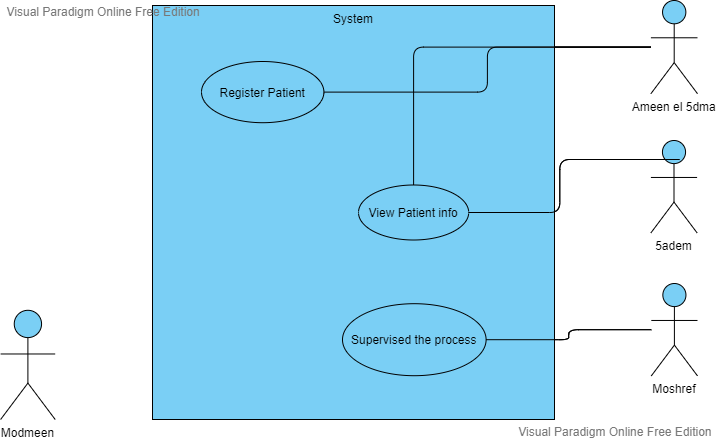 Visual Paradigm Online Free Edition
System
Register Patient
Ameen el 5dma
View Patient info
5adem
Supervised the process
Moshref
Modmeen
Visual Paradigm Online Free Edition